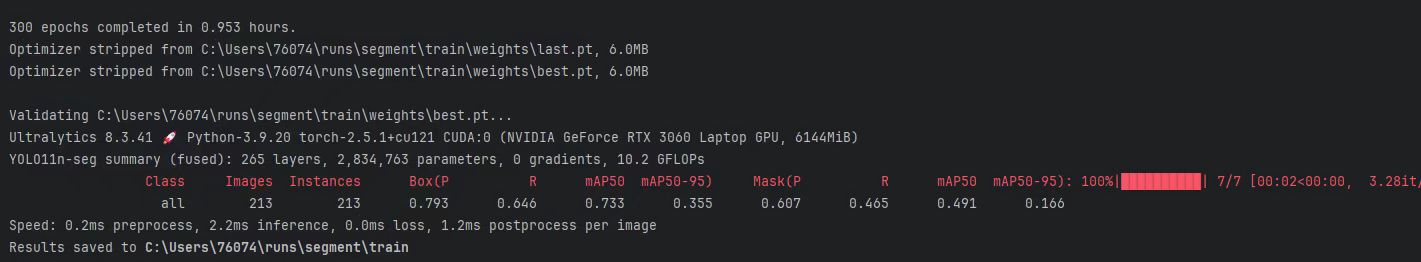 300 epochs completed in 0.953 hours.
Optimizer stripped from C:\Users\76074\runs\segment\train\weights\last.pt, 6.0MB
Optimizer stripped from C:\Users\76074\runs\segment\train\weights\best.pt, 6.0MB
Validating C:\Users\76074\runs\segment\train\weights\best.pt...
Ultralytics 8.3.41 🚀 Python-3.9.20 torch-2.5.1+cu121 CUDA:0 (NVIDIA GeForce RTX 3060 Laptop GPU, 6144MiB)
YOLO11n-seg summary (fused): 265 layers, 2,834,763 parameters, 0 gradients, 10.2 GFLOPs
Class Images Instances Box(P R mAP50 mAP50-95) Mask(P R mAP50 mAP50-95): 100%|██████████| 7/7 [00:02<00:00, 3.28it/
all 213 213 0.793 0.646 0.733 0.355 0.607 0.465 0.491 0.166
Speed: 0.2ms preprocess, 2.2ms inference, 0.0ms loss, 1.2ms postprocess per image
Results saved to C:\Users\76074\runs\segment\train